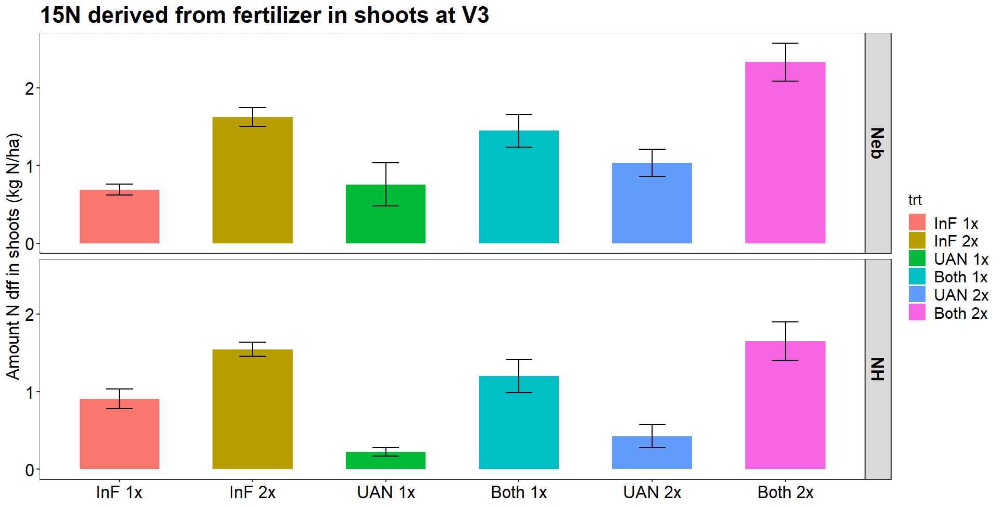 15N derived from fertilizer in shoots at V3
Amount N dff in shoots (kg N/ha)
2
1
0
Neb
2
1
0
NH
InF 1x
InF 2x
UAN 1x
Both 1x
UAN 2x
Both 2x
trt
InF 1x
InF 2x
UAN 1x
Both 1x
UAN 2x
Both 2x